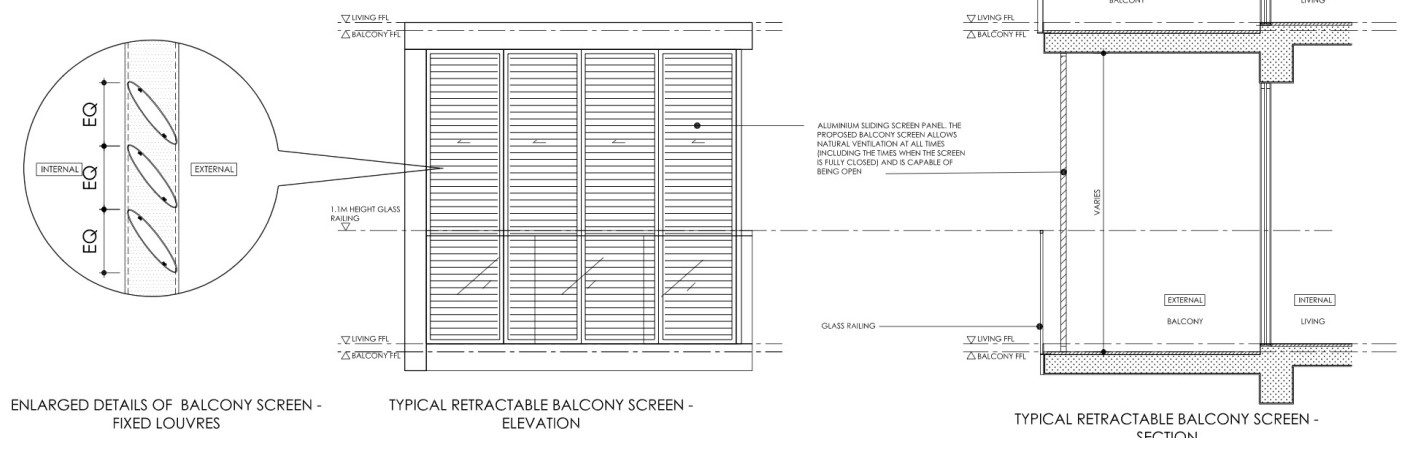 BALCONY
LIVING
LIVING FFL
BALCONY FFL
LIVING FFL
BALCONY FFL
EQ
EQ
EQ
INTERNAL
EXTERNAL
1.1M HEIGHT GLASS
RAILING
ALUMINIUM SLIDING SCREEN PANEL. THE
PROPOSED BALCONY SCREEN ALLOWS
NATURAL VENTILATION AT ALL TIMES
(INCLUDING THE TIMES WHEN THE SCREEN
IS FULLY CLOSED) AND IS CAPABLE OF
BEING OPEN
VARIES
EXTERNAL
BALCONY
INTERNAL
LIVING
GLASS RAILING
LIVING FFL
BALCONY FFL
LIVING FFL
BALCONY FFL
ENLARGED DETAILS OF BALCONY SCREEN -
FIXED LOUVRES
TYPICAL RETRACTABLE BALCONY SCREEN -
ELEVATION
TYPICAL RETRACTABLE BALCONY SCREEN -
SECTION